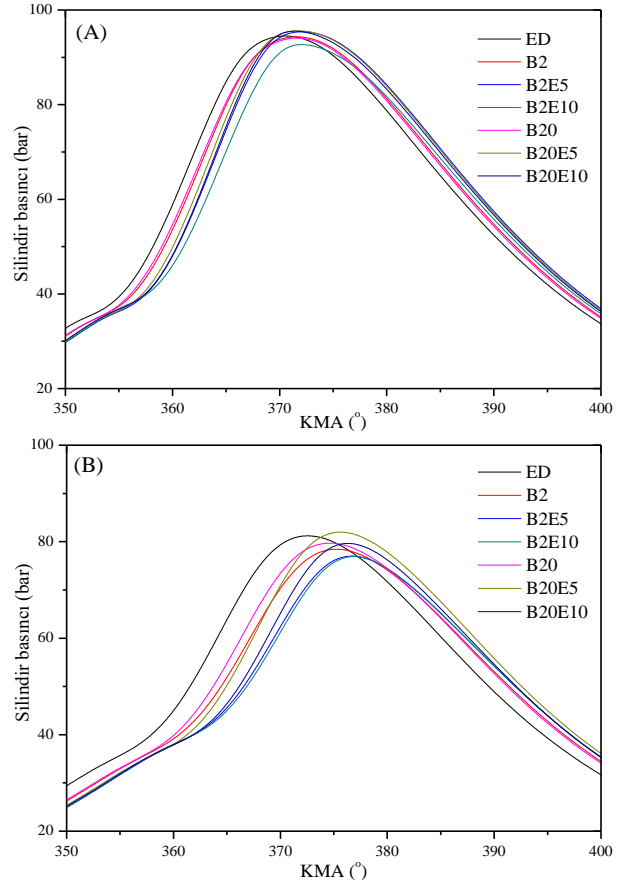 (A)
100
80
60
40
20
Silindir basıncı (bar)
350
360
370
380
390
400
KMA (°)
ED
B2
B2E5
B2E10
B20
B20E5
B20E10
(B)
100
80
60
40
20
Silindir basıncı (bar)
350
360
370
380
390
400
KMA (°)
ED
B2
B2E5
B2E10
B20
B20E5
B20E10